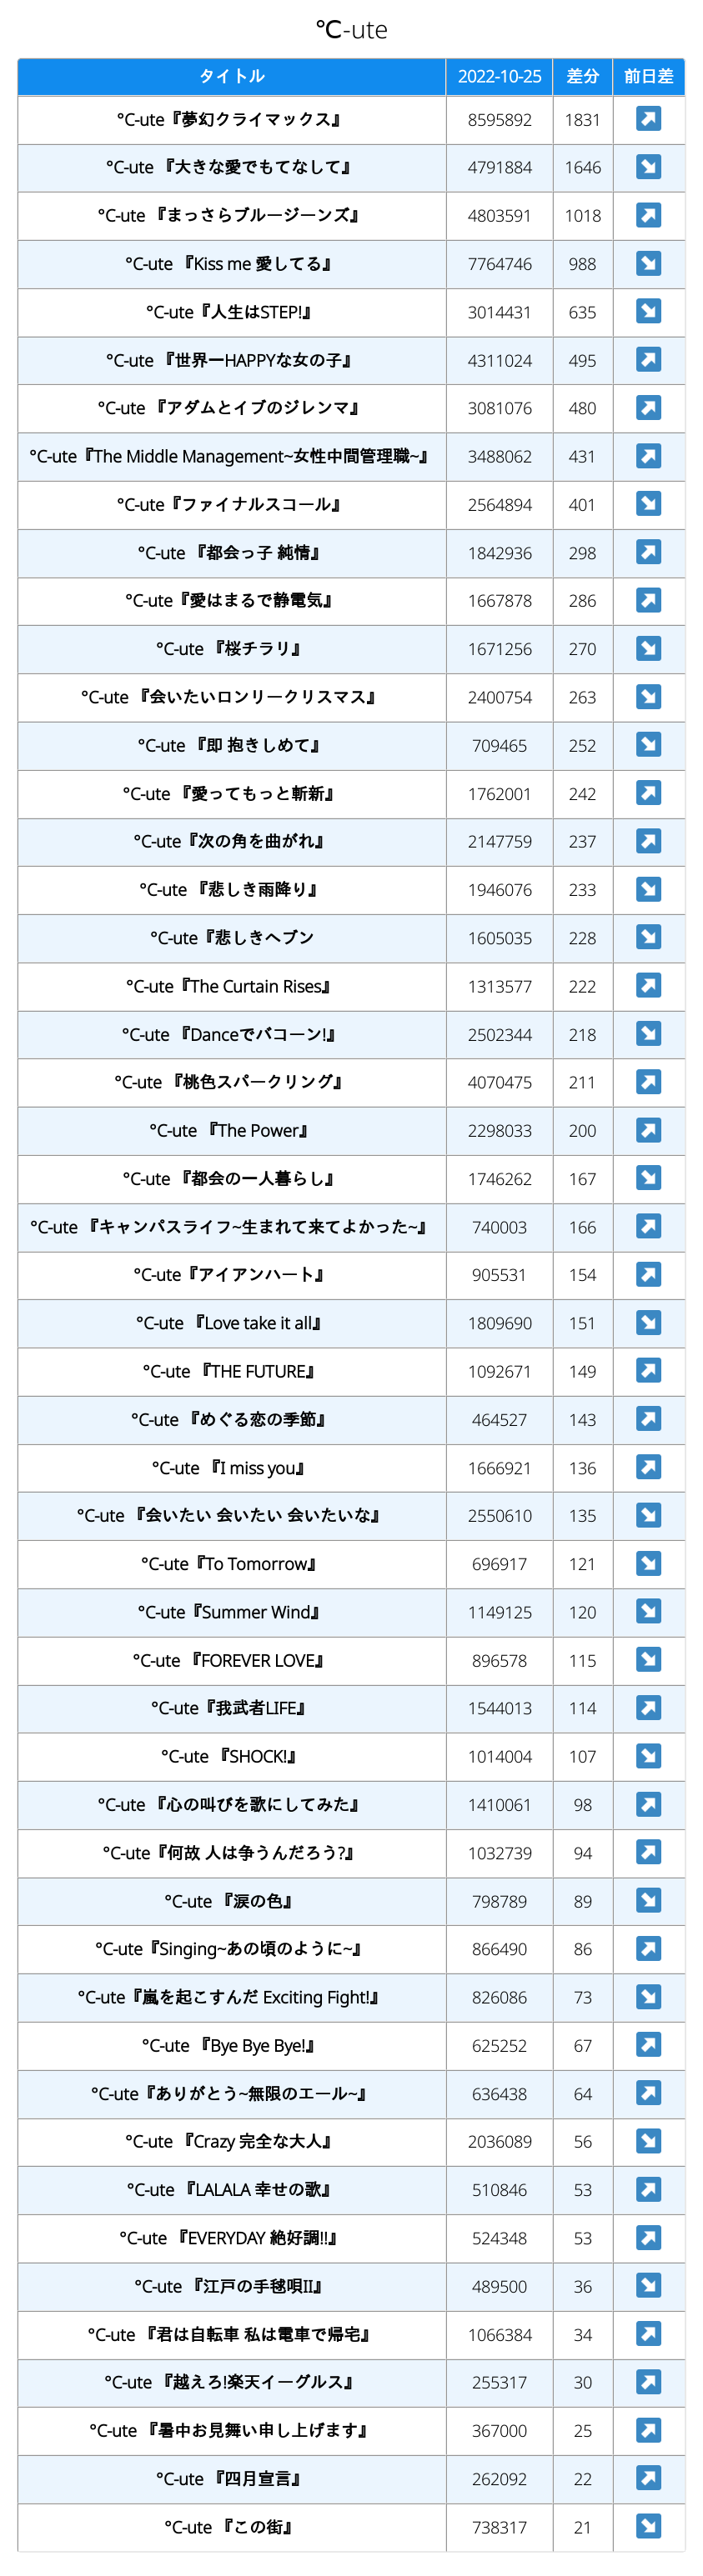 ℃-ute
タイトル 2022-10-25 差分 前日差
°C-ute『夢幻クライマックス』 8595892 1831 ↗
°C-ute 『大きな愛でもてなして』 4791884 1646 ↘
°C-ute 『まっさらブルージーンズ』 4803591 1018 ↗
°C-ute 『Kiss me 愛してる』 7764746 988 ↘
°C-ute『人生はSTEP!』 3014431 635 ↘
°C-ute 『世界一HAPPYな女の子』 4311024 495 ↗
°C-ute 『アダムとイブのジレンマ』 3081076 480 ↗
°C-ute『The Middle Management~女性中間管理職~』 3488062 431 ↗
°C-ute『ファイナルスコール』 2564894 401 ↘
°C-ute 『都会っ子 純情』 1842936 298 ↗
°C-ute『愛はまるで静電気』 1667878 286 ↗
°C-ute 『桜チラリ』 1671256 270 ↘
°C-ute 『会いたいロンリークリスマス』 2400754 263 ↘
°C-ute 『即 抱きしめて』 709465 252 ↘
°C-ute 『愛ってもっと斬新』 1762001 242 ↗
°C-ute『次の角を曲がれ』 2147759 237 ↗
°C-ute 『悲しき雨降り』 1946076 233 ↘
°C-ute『悲しきヘブン 1605035 228 ↘
°C-ute『The Curtain Rises』 1313577 222 ↗
°C-ute 『Danceでバコーン!』 2502344 218 ↘
°C-ute 『桃色スパークリング』 4070475 211 ↗
°C-ute 『The Power』 2298033 200 ↗
°C-ute 『都会の一人暮らし』 1746262 167 ↘
°C-ute 『キャンパスライフ~生まれて来てよかった~』 740003 166 ↗
°C-ute『アイアンハート』 905531 154 ↗
°C-ute 『Love take it all』 1809690 151 ↘
°C-ute 『THE FUTURE』 1092671 149 ↗
°C-ute 『めぐる恋の季節』 464527 143 ↗
°C-ute 『I miss you』 1666921 136 ↗
°C-ute 『会いたい 会いたい 会いたいな』 2550610 135 ↘
°C-ute『To Tomorrow』 696917 121 ↘
°C-ute『Summer Wind』 1149125 120 ↘
°C-ute 『FOREVER LOVE』 896578 115 ↘
°C-ute『我武者LIFE』 1544013 114 ↗
°C-ute 『SHOCK!』 1014004 107 ↘
°C-ute 『心の叫びを歌にしてみた』 1410061 98 ↗
°C-ute『何故 人は争うんだろう?』 1032739 94 ↗
°C-ute 『涙の色』 798789 89 ↘
°C-ute『Singing~あの頃のように~』 866490 86 ↗
°C-ute『嵐を起こすんだ Exciting Fight!』 826086 73 ↘
°C-ute 『Bye Bye Bye!』 625252 67 ↗
°C-ute『ありがとう~無限のエール~』 636438 64 ↗
°C-ute 『Crazy 完全な大人』 2036089 56 ↘
°C-ute 『LALALA 幸せの歌』 510846 53 ↗
°C-ute 『EVERYDAY 絶好調!!』 524348 53 ↗
°C-ute 『江戸の手毬唄II』 489500 36 ↘
°C-ute 『君は自転車 私は電車で帰宅』 1066384 34 ↗
°C-ute 『越えろ!楽天イーグルス』 255317 30 ↗
°C-ute 『暑中お見舞い申し上げます』 367000 25 ↗
°C-ute 『四月宣言』 262092 22 ↗
°C-ute 『この街』 738317 21 ↘